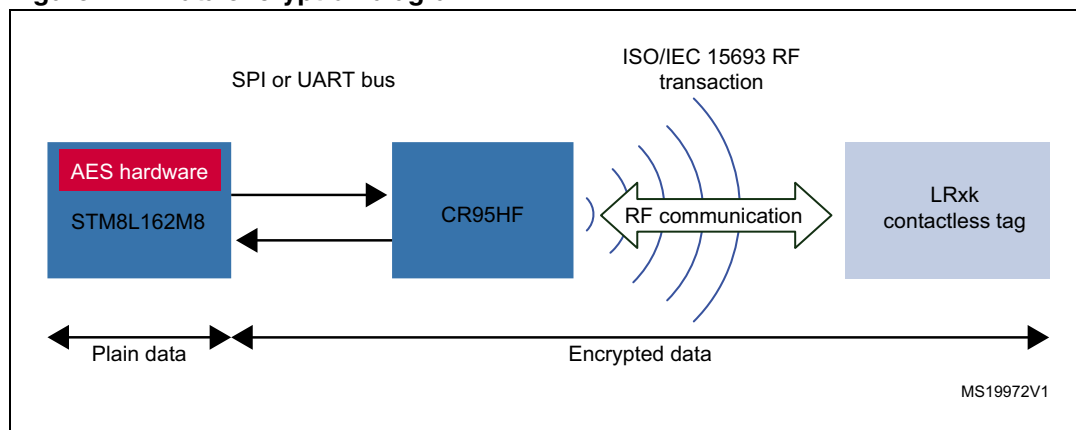 ISO/IEC 15693 RF
transaction
SPI or UART bus
AES hardware
STM8L162M8
CR95HF
RF communication
LRxk
contactless tag
Plain data
Encrypted data
MS19972V1